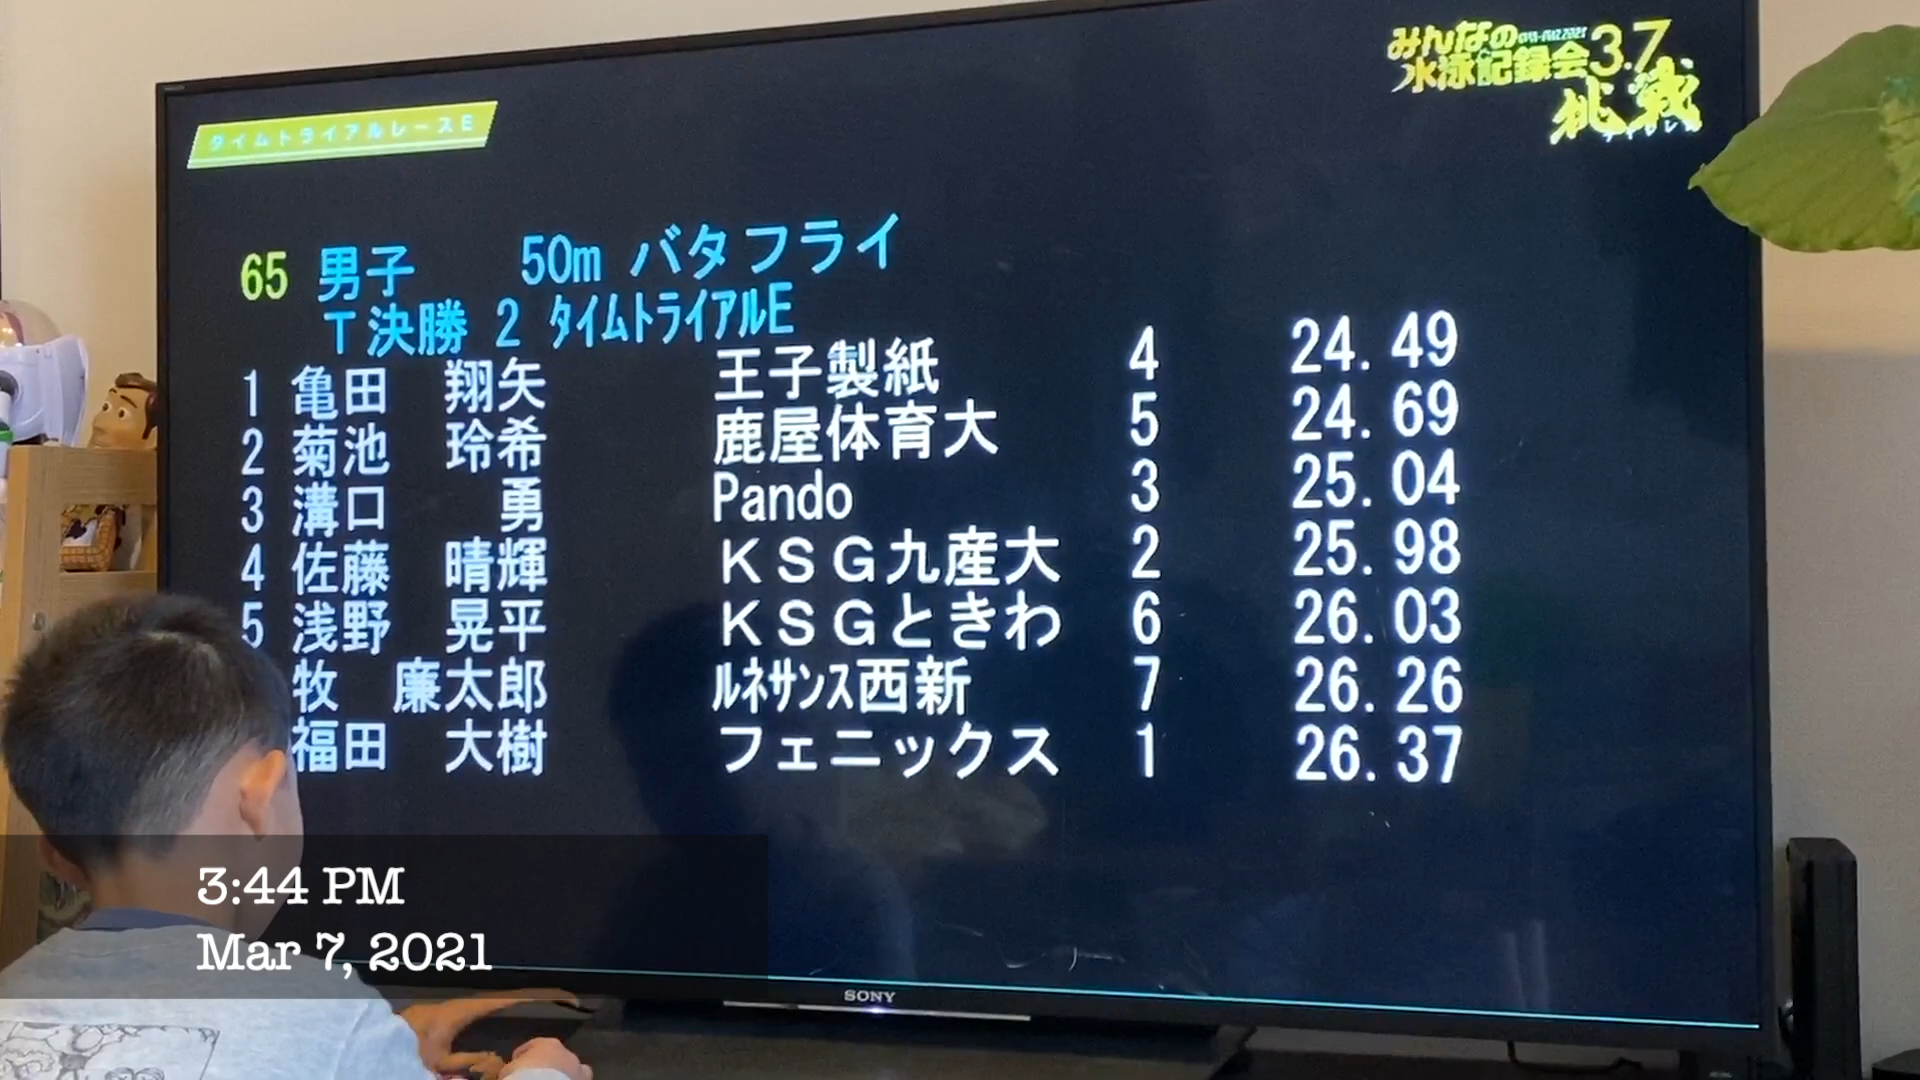 みんなの
水泳記録会3.7
挑戦
タイムトライアルレースE
65 男子 50m バタフライ
T決勝 2 タイムトライアルE
1 亀田 翔矢 王子製紙 4 24.49
2 菊池 玲希 鹿屋体育大 5 24.69
3 溝口 勇 Pando 3 25.04
4 佐藤 晴輝 KSG九産大 2 25.98
5 浅野 晃平 KSGときわ 6 26.03
牧 廉太郎 ルネサンス西新 7 26.26
福田 大樹 フェニックス 1 26.37
3:44 PM
Mar 7, 2021
SONY